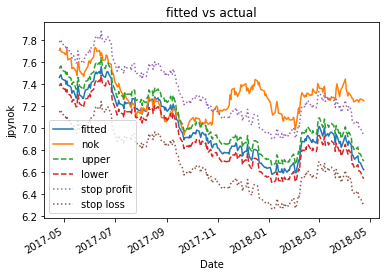 fitted vs actual
jpynok
7.8
7.6
7.4
7.2
7.0
6.8
6.6
6.4
6.2
fitted
nok
upper
lower
stop profit
stop loss
2017-05
2017-07
2017-09
2017-11
2018-01
2018-03
2018-05
Date